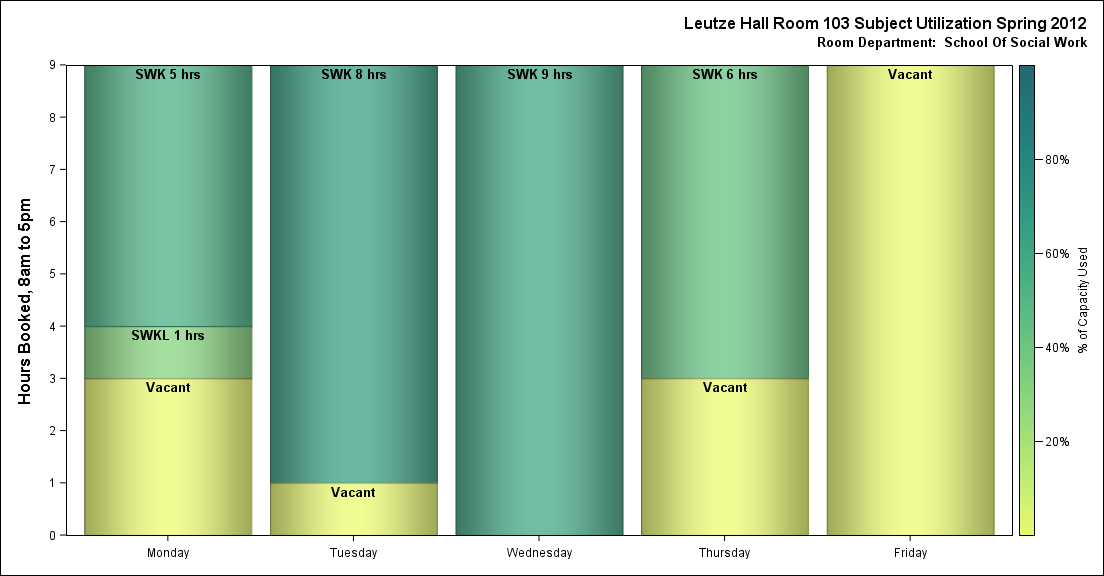 Leutze Hall Room 103 Subject Utilization Spring 2012
Room Department:  School Of Social Work
Hours Booked, 8am to 5pm
9
8
7
6
5
4
3
2
1
0
SWK 5 hrs
SWKL 1 hrs
Vacant
SWK 8 hrs
Vacant
SWK 9 hrs
SWK 6 hrs
Vacant
Vacant
Monday
Tuesday
Wednesday
Thursday
Friday
80%
60%
40%
20%
% of Capacity Used